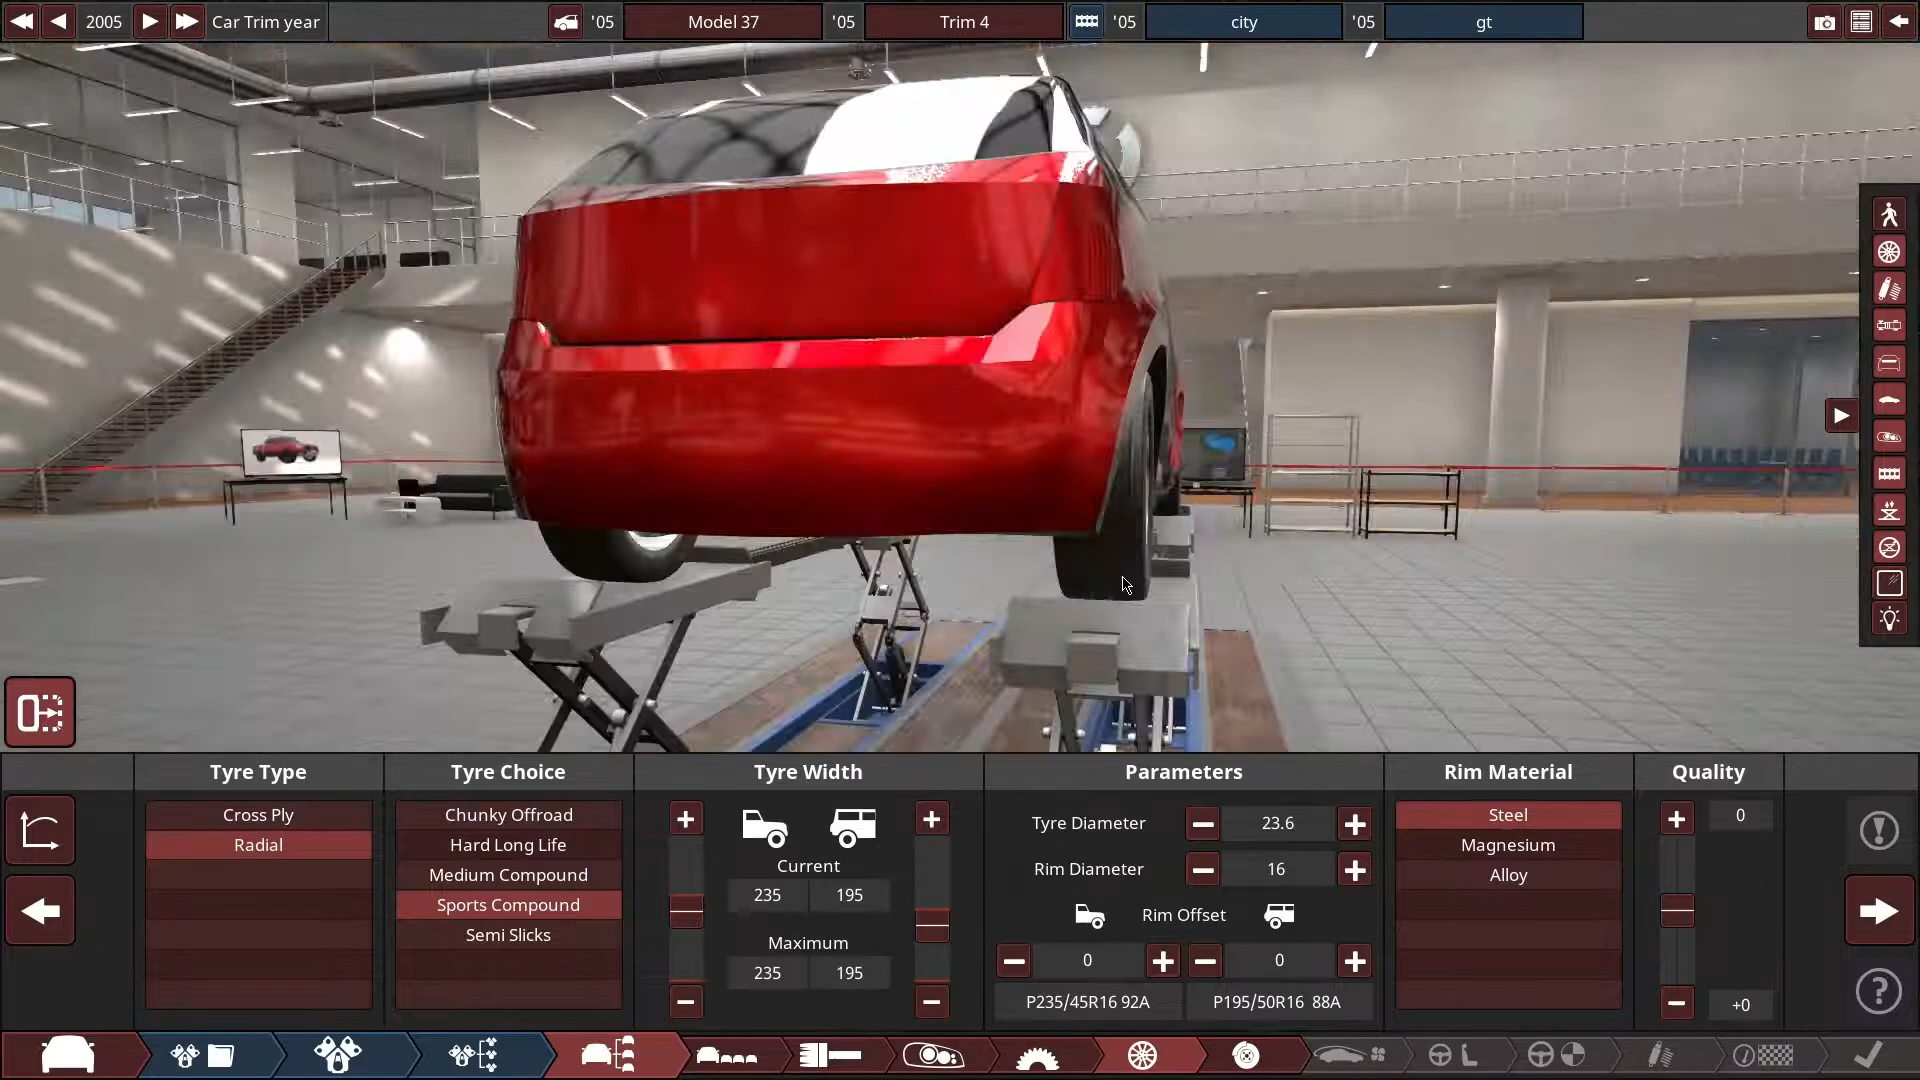 2005 Car Trim year '05 Model 37 '05 Trim 4 '05 city '05 gt
Tyre Type Tyre Choice Tyre Width Parameters Rim Material Quality
Cross Ply
Radial
Chunky Offroad
Hard Long Life
Medium Compound
Sports Compound
Semi Slicks
Current
235 195
Maximum
235 195
Tyre Diameter 23.6
Rim Diameter 16
Rim Offset
0 0
P235/45R16 92A P195/50R16 88A
Steel
Magnesium
Alloy
0
+0